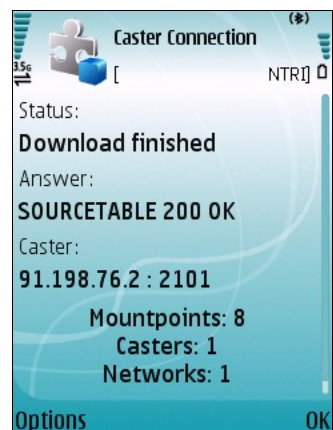 Caster Connection
3.5G
[ NTRI]
Status:
Download finished
Answer:
SOURCETABLE 200 OK
Caster:
91.198.76.2 : 2101
Mountpoints: 8
Casters: 1
Networks: 1
Options OK